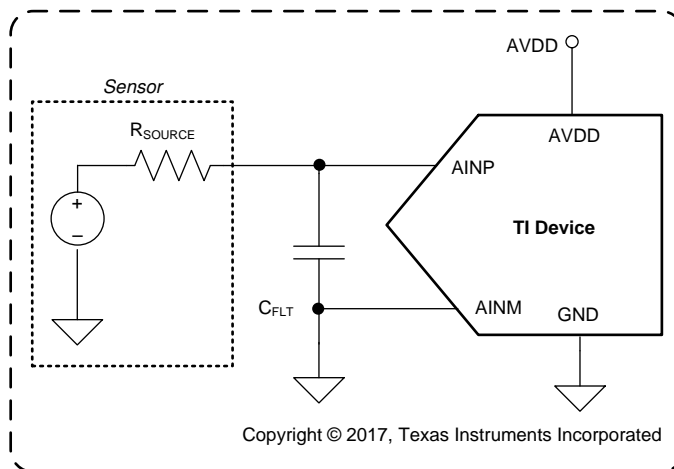 AVDD
Sensor
RSOURCE
AVDD
AINP
+
−
TI Device
CFLT
AINM
GND
Copyright © 2017, Texas Instruments Incorporated